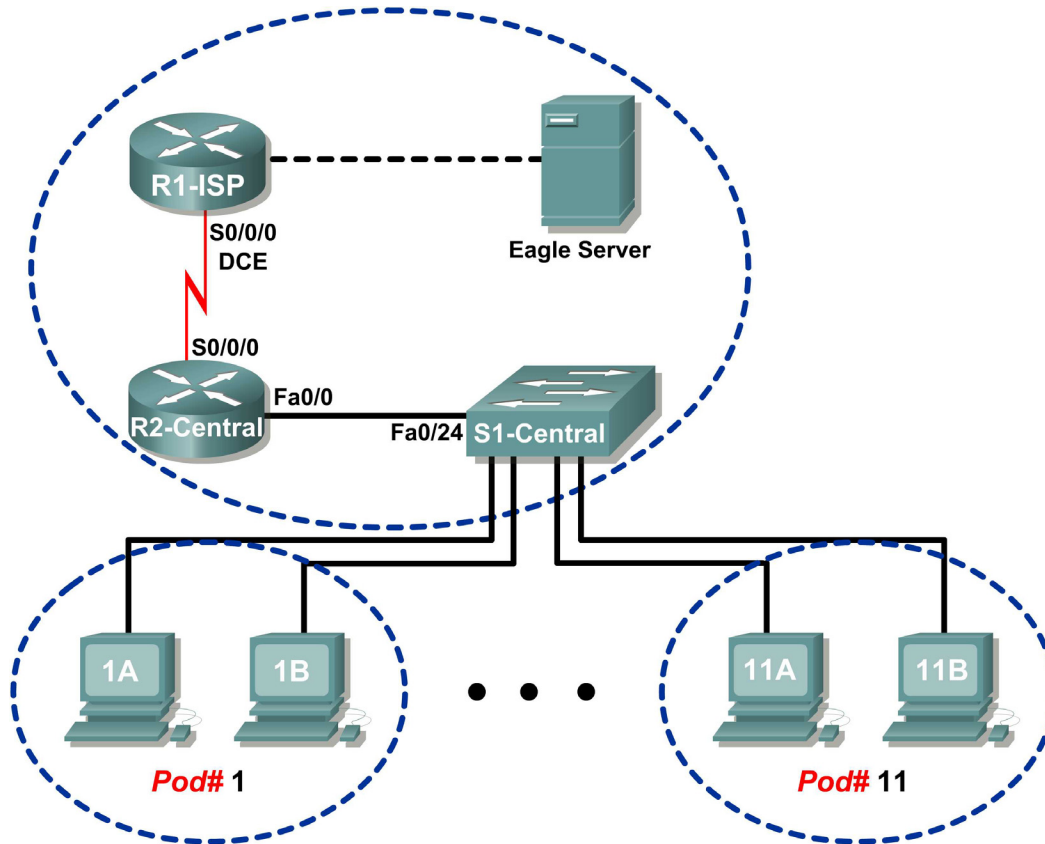 R1-ISP
S0/0/0
DCE
Eagle Server
S0/0/0
R2-Central
Fa0/0
Fa0/24
S1-Central
1A
1B
11A
11B
Pod# 1
Pod# 11